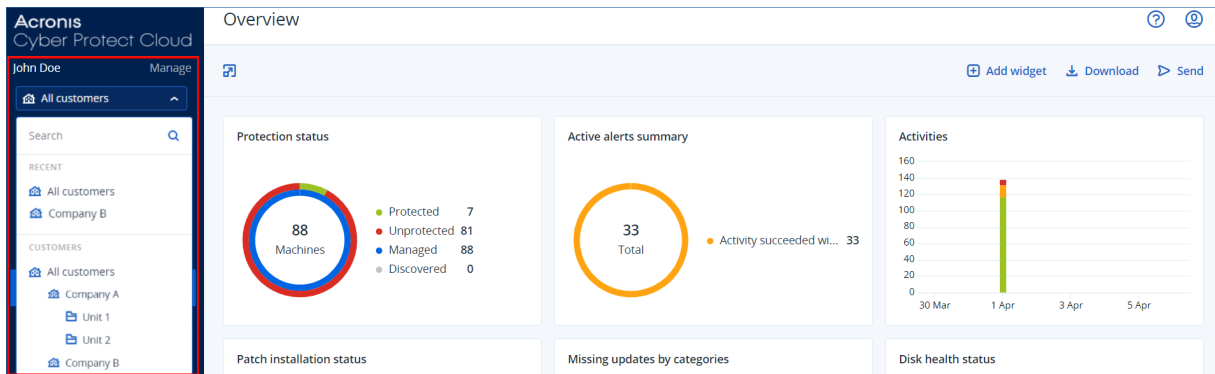 Acronis
Cyber Protect Cloud
John Doe
Manage
All customers
Search
RECENT
All customers
Company B
CUSTOMERS
All customers
Company A
Unit 1
Unit 2
Company B
Overview
Add widget
Download
Send
Protection status
88
Machines
Protected 7
Unprotected 81
Managed 88
Discovered 0
Active alerts summary
33
Total
Activity succeeded wi... 33
Activities
160
140
120
100
80
60
40
20
0
30 Mar
1 Apr
3 Apr
5 Apr
Patch installation status
Missing updates by categories
Disk health status